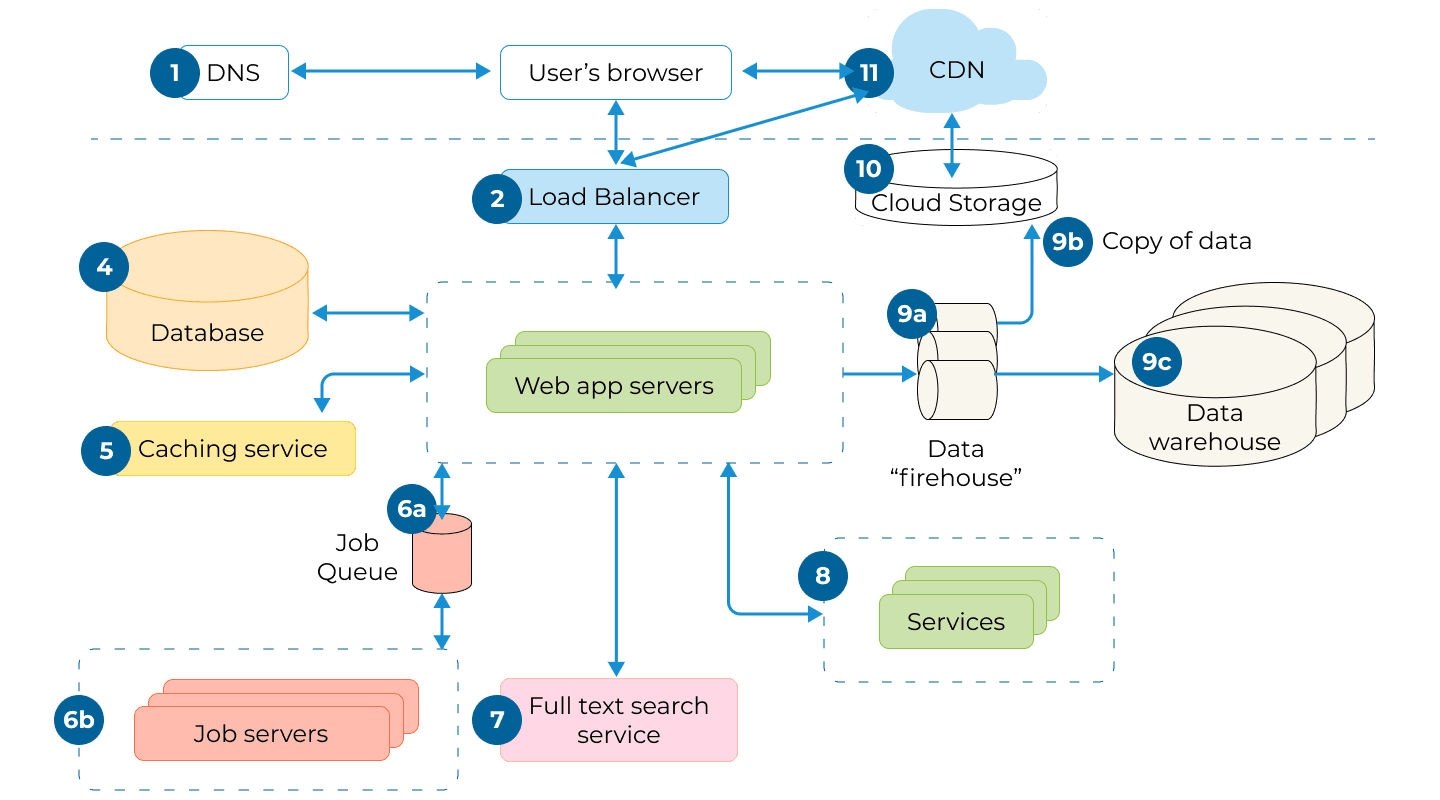 1
DNS
User’s browser
11
CDN
10
Cloud Storage
2
Load Balancer
9b
Copy of data
4
Database
9a
Web app servers
9c
Data
warehouse
5
Caching service
Data
“firehouse”
6a
Job
Queue
8
Services
6b
Job servers
7
Full text search
service